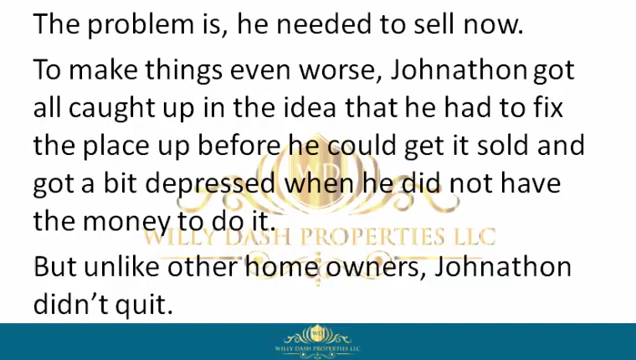 The problem is, he needed to sell now.
To make things even worse, Johnathon got
all caught up in the idea that he had to fix
the place up before he could get it sold and
got a bit depressed when he did not have
the money to do it.
WILLY DASH PROPERTIES LLC
But unlike other home owners, Johnathon
didn't quit.
WILLY DASH PROPERTIES LLC